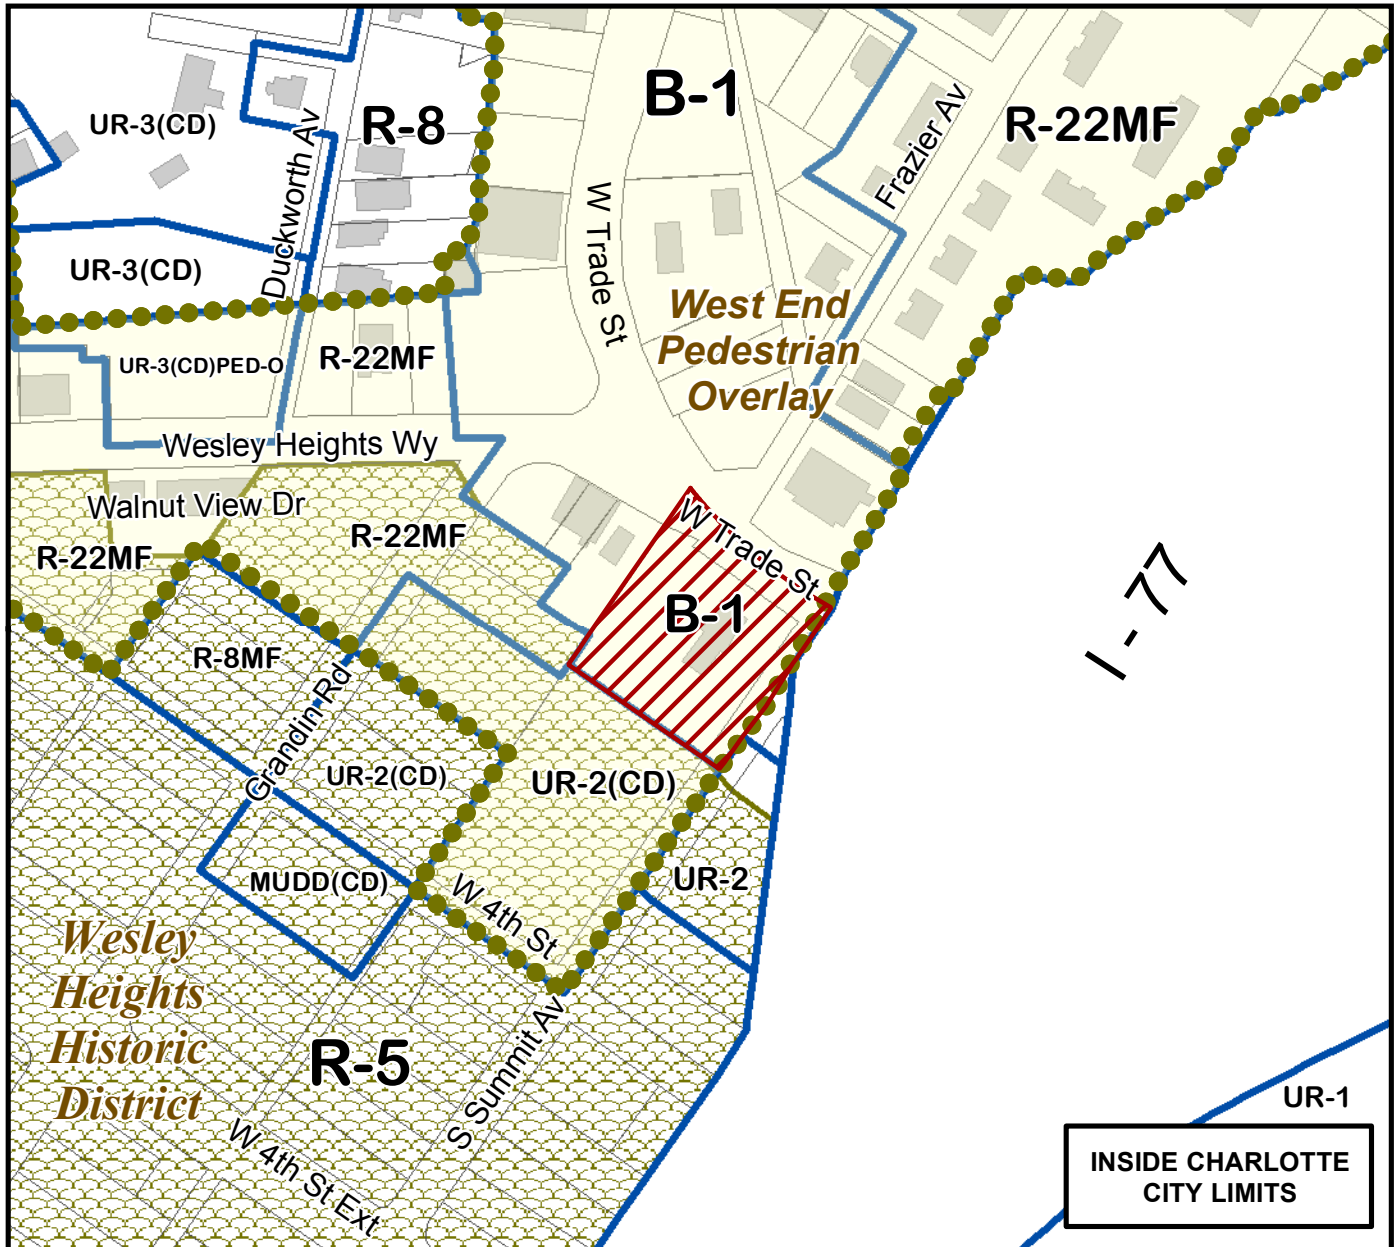 B-1
UR-3(CD)
R-8
R-22MF
Duckworth Av
Frazier Av
W Trade St
UR-3(CD)
West End
Pedestrian
Overlay
UR-3(CD)PED-O
R-22MF
Wesley Heights Wy
Walnut View Dr
R-22MF
R-22MF
W Trade St
B-1
I - 77
R-8MF
Grandin Rd
UR-2(CD)
UR-2(CD)
MUDD(CD)
W 4th St
UR-2
Wesley
Heights
Historic
District
R-5
S Summit Av
W 4th St Ext
UR-1
INSIDE CHARLOTTE
CITY LIMITS